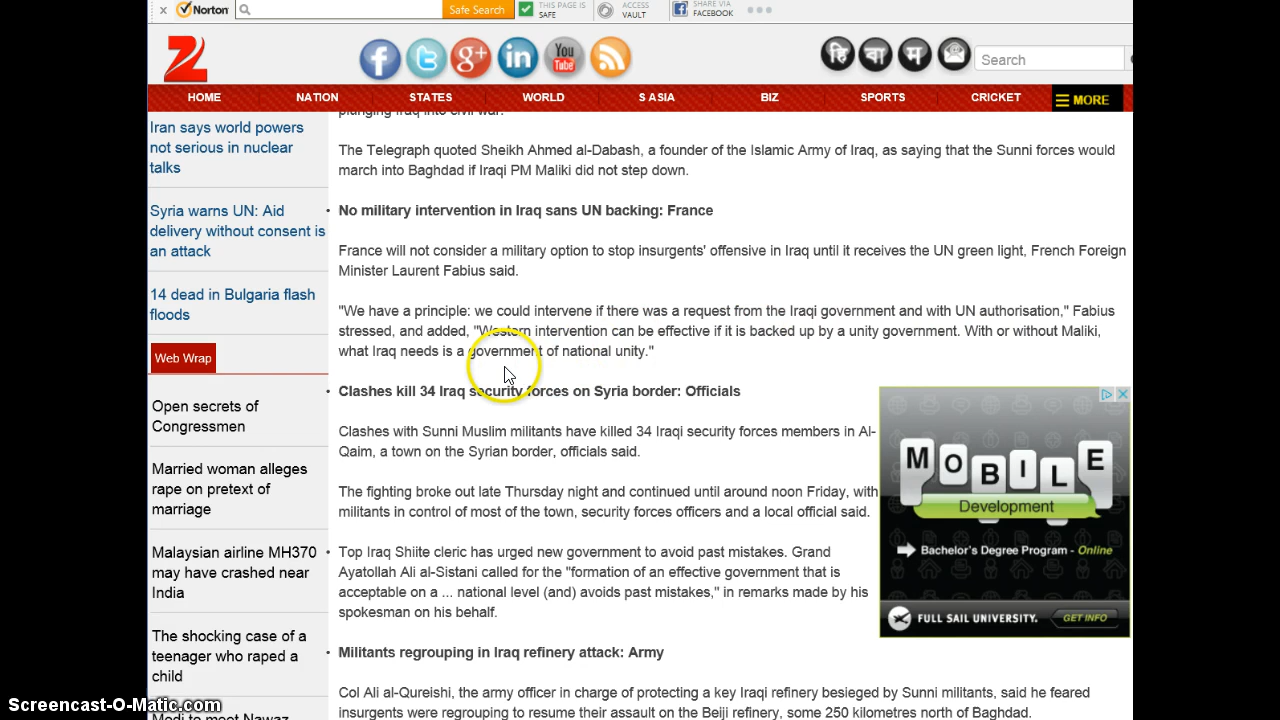 Norton
Safe Search
THIS PAGE IS
SAFE
ACCESS
VAULT
SHARE VIA
FACEBOOK
Z
f
t
g+
in
You
Tube
हि
बा
म
Search
HOME
NATION
STATES
WORLD
S ASIA
BIZ
SPORTS
CRICKET
MORE
Iran says world powers
not serious in nuclear
talks
Syria warns UN: Aid
delivery without consent is
an attack
14 dead in Bulgaria flash
floods
Web Wrap
Open secrets of
Congressmen
Married woman alleges
rape on pretext of
marriage
Malaysian airline MH370
may have crashed near
India
The shocking case of a
teenager who raped a
child
Modi to meet Nawaz
plunging Iraq into civil war.
The Telegraph quoted Sheikh Ahmed al-Dabash, a founder of the Islamic Army of Iraq, as saying that the Sunni forces would
march into Baghdad if Iraqi PM Maliki did not step down.
• No military intervention in Iraq sans UN backing: France
France will not consider a military option to stop insurgents' offensive in Iraq until it receives the UN green light, French Foreign
Minister Laurent Fabius said.
"We have a principle: we could intervene if there was a request from the Iraqi government and with UN authorisation," Fabius
stressed, and added, "Western intervention can be effective if it is backed up by a unity government. With or without Maliki,
what Iraq needs is a government of national unity."
• Clashes kill 34 Iraq security forces on Syria border: Officials
Clashes with Sunni Muslim militants have killed 34 Iraqi security forces members in Al-
Qaim, a town on the Syrian border, officials said.
The fighting broke out late Thursday night and continued until around noon Friday, with
militants in control of most of the town, security forces officers and a local official said.
• Top Iraq Shiite cleric has urged new government to avoid past mistakes. Grand
Ayatollah Ali al-Sistani called for the "formation of an effective government that is
acceptable on a ... national level (and) avoids past mistakes," in remarks made by his
spokesman on his behalf.
• Militants regrouping in Iraq refinery attack: Army
Col Ali al-Qureishi, the army officer in charge of protecting a key Iraqi refinery besieged by Sunni militants, said he feared
insurgents were regrouping to resume their assault on the Beiji refinery, some 250 kilometres north of Baghdad.
MOBILE
Development
Bachelor's Degree Program - Online
FULL SAIL UNIVERSITY.
GET INFO
Screencast-O-Matic.com